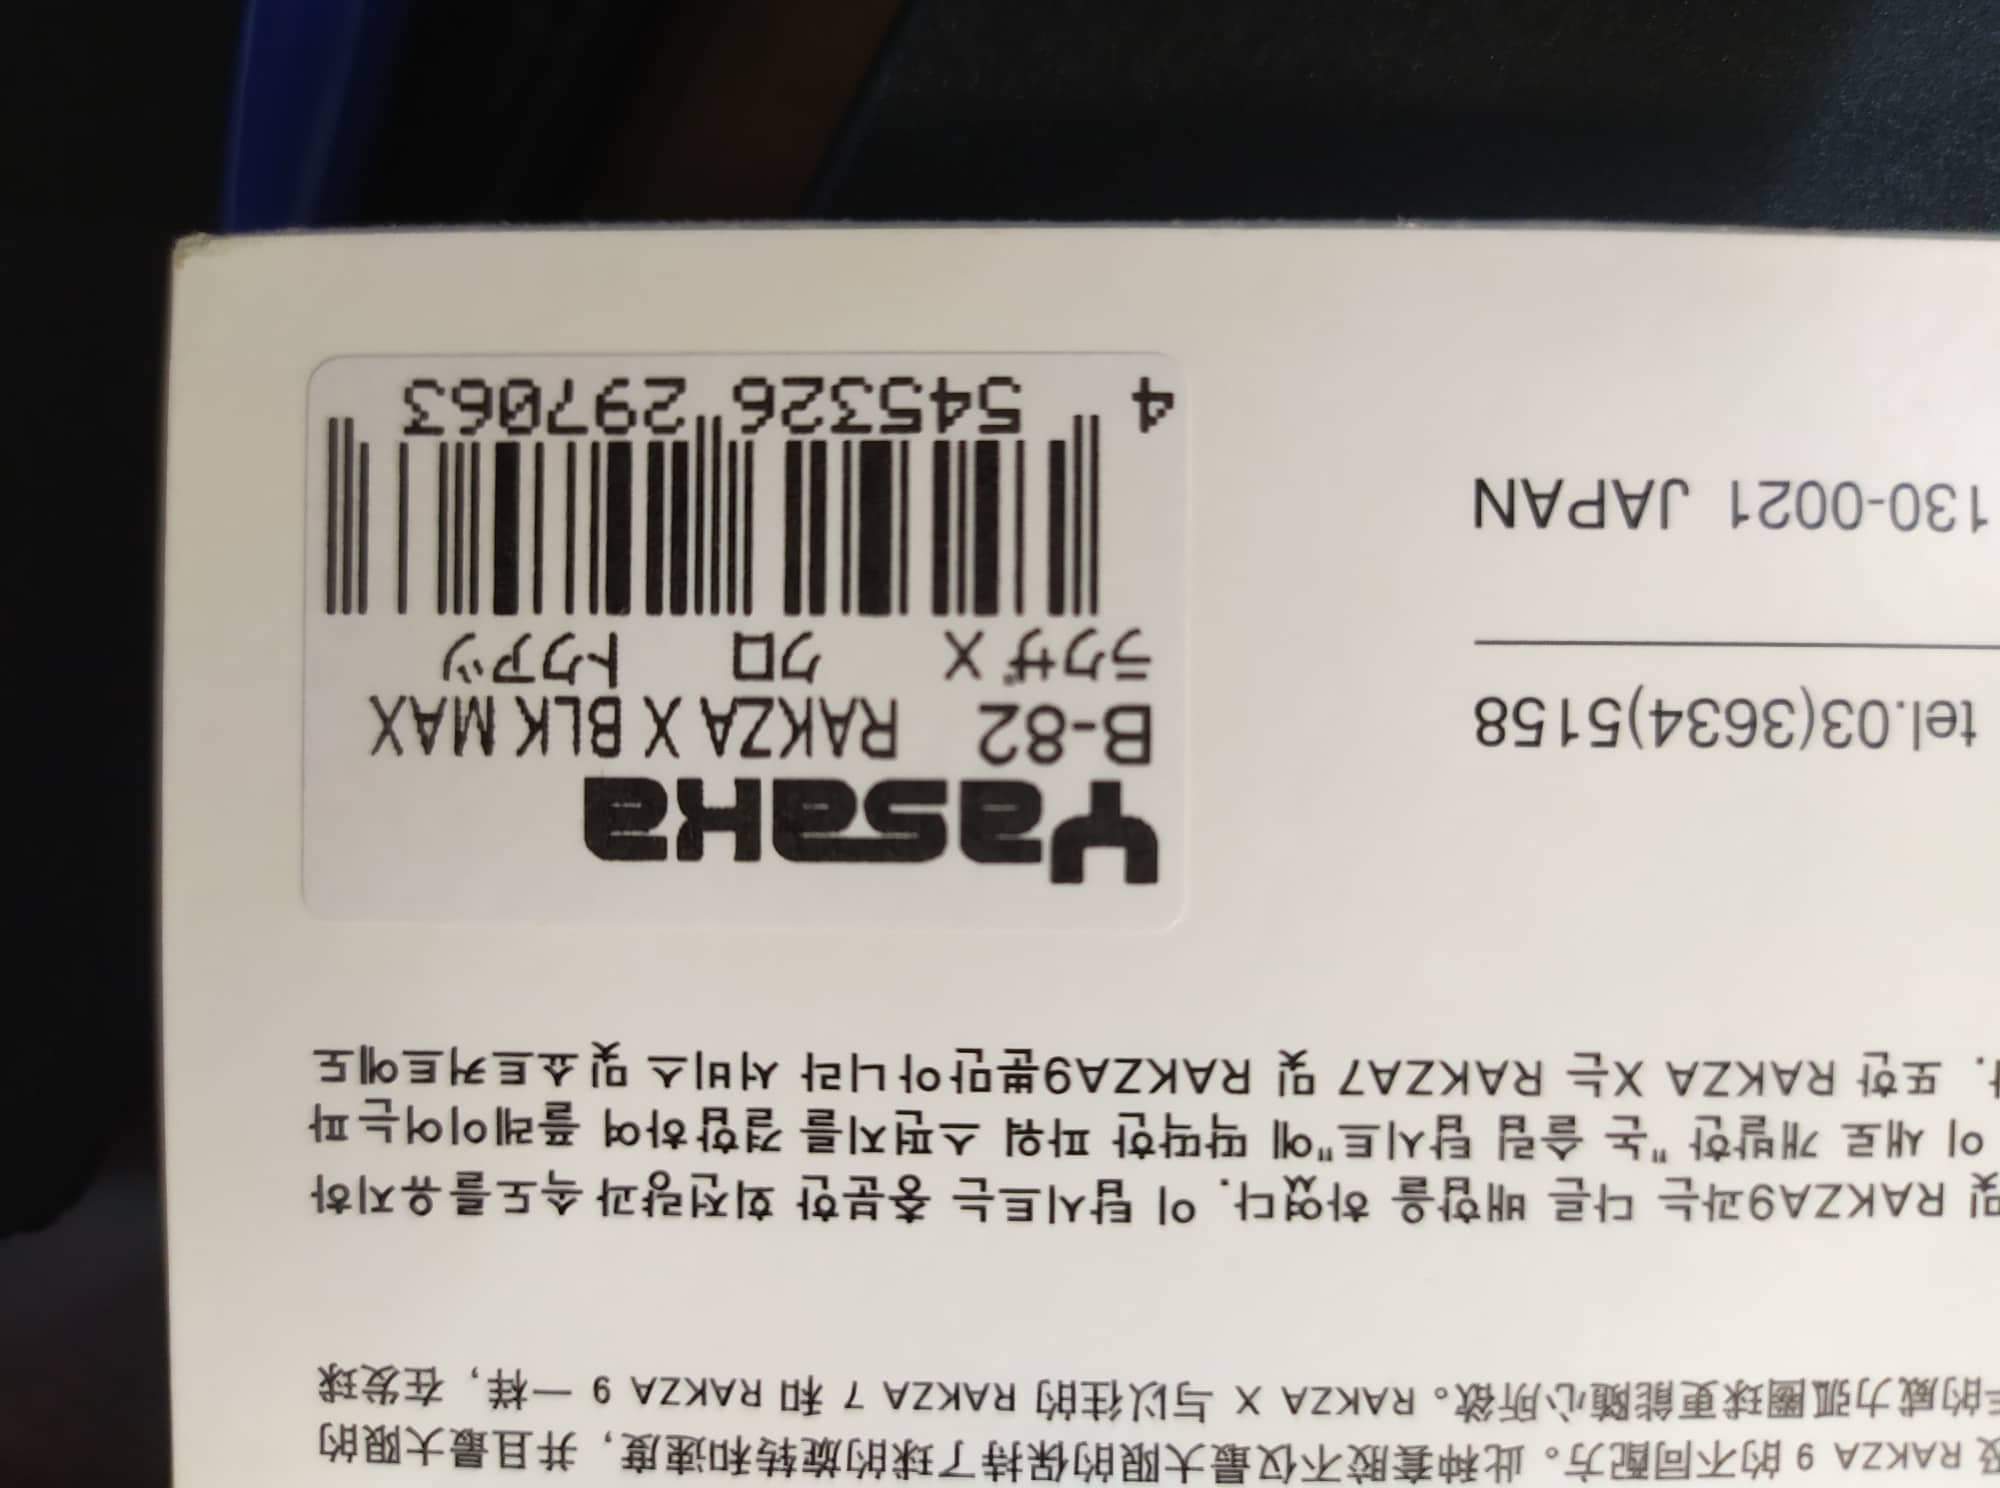 及 RAKZA 9 的不同配方。此种套胶不仅最大限的保持了球的旋转和速度，并且最大限的
的威力弧圈球更能随心所欲。RAKZA X 与以往的 RAKZA 7 和 RAKZA 9 一样，在发球
및 RAKZA9과는 다른 배합을 하였다. 이 탑시트는 충분한 회전량과 속도를 유지하
이 새로 개발한 "논 슬립 탑시트"에 딱딱한 파워 스펀지를 결합하여 플레이어는 파
. 또한 RAKZA X는 RAKZA7 및 RAKZA9뿐만아니라 서비스 및 쇼트커트에도
tel.03(3634)5158
130-0021 JAPAN
Yasaka
B-82 RAKZA X BLK MAX
ラクザ X クロ トクアツ
4 545326 297063